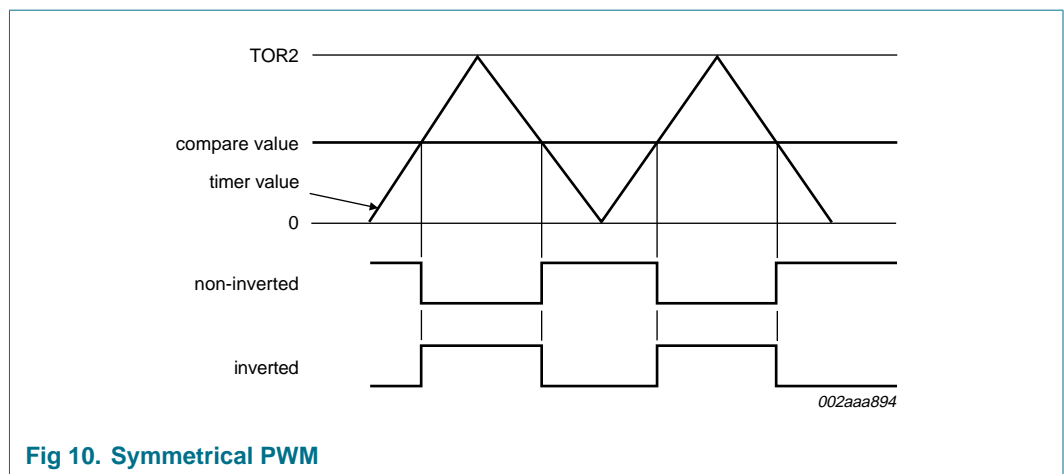 TOR2
compare value
timer value
0
non-inverted
inverted
002aaa894
Fig 10. Symmetrical PWM